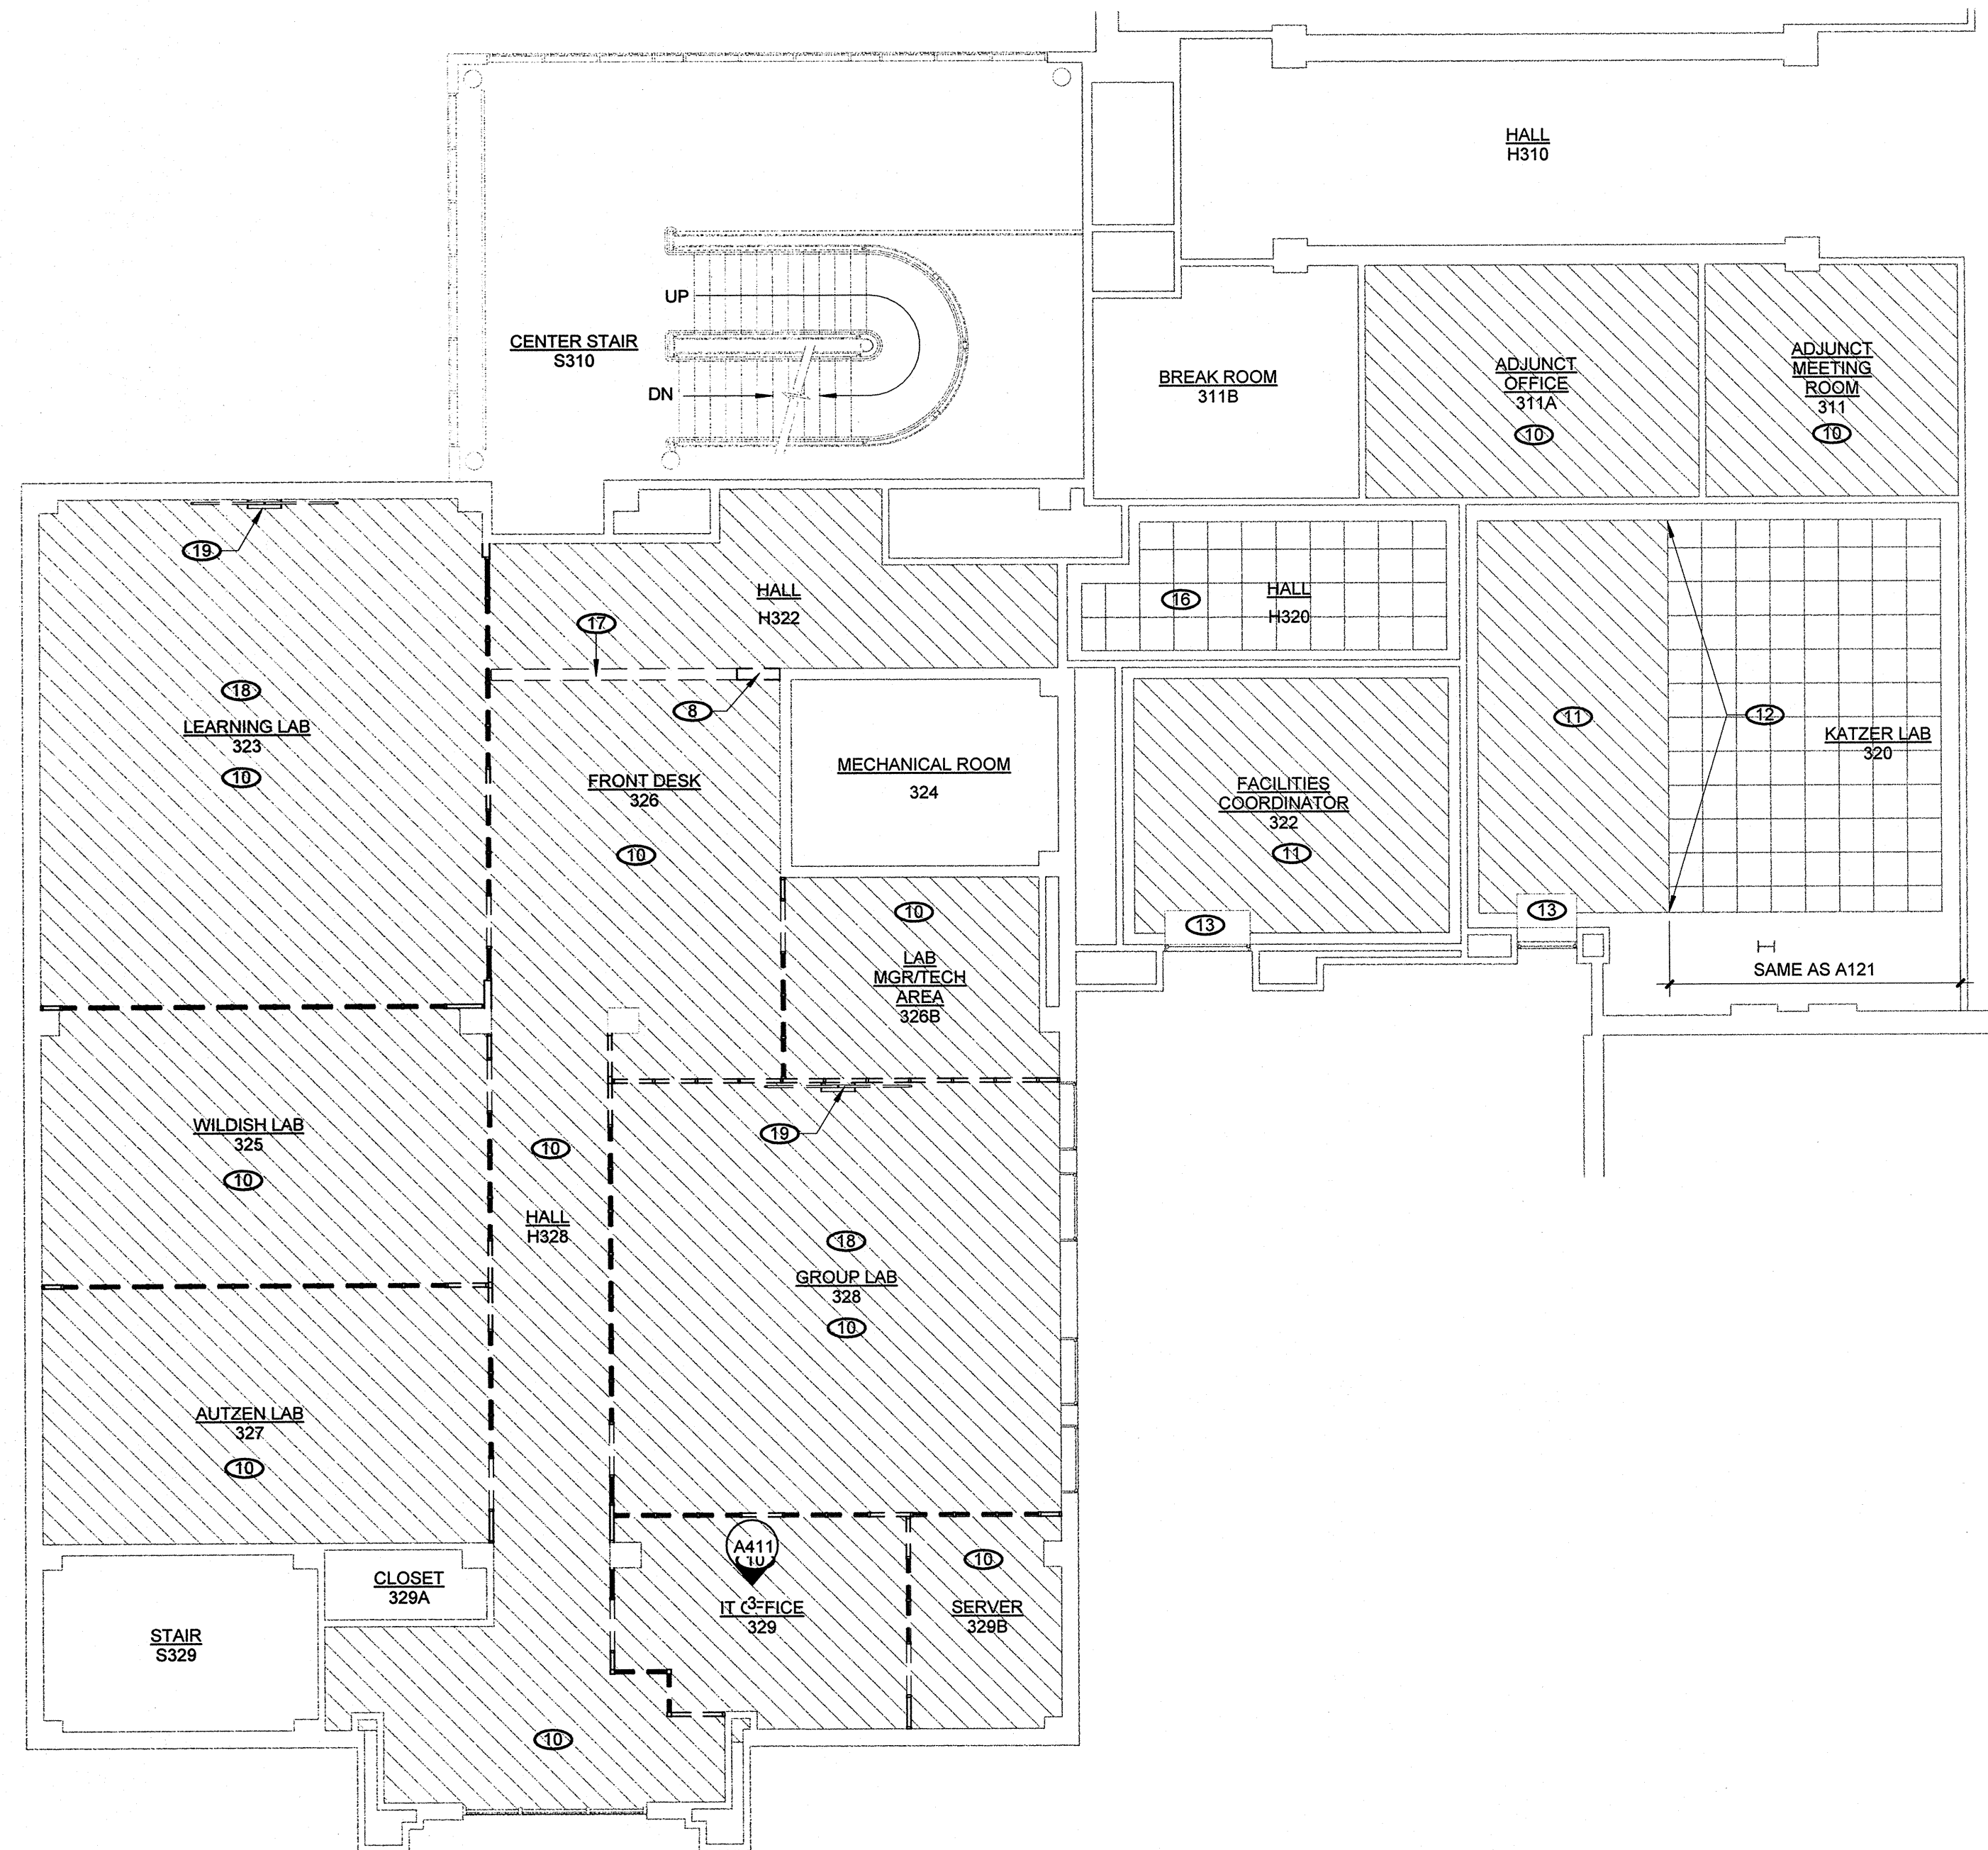 HALL
H310
UP
CENTER STAIR
S310
DN
BREAK ROOM
311B
ADJUNCT
OFFICE
311A
10
ADJUNCT
MEETING
ROOM
311
10
19
HALL
H322
17
8
16
HALL
H320
18
LEARNING LAB
323
10
FRONT DESK
326
10
MECHANICAL ROOM
324
FACILITIES
COORDINATOR
322
11
13
11
12
KATZER LAB
320
13
SAME AS A121
10
LAB
MGR/TECH
AREA
326B
19
WILDISH LAB
325
10
10
HALL
H328
18
GROUP LAB
328
10
AUTZEN LAB
327
10
A411
10
3
IT OFFICE
329
10
SERVER
329B
CLOSET
329A
STAIR
S329
10